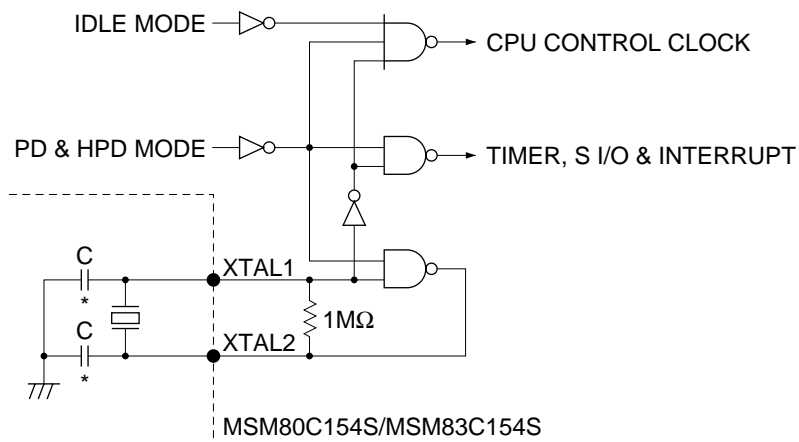 IDLE MODE
CPU CONTROL CLOCK
PD & HPD MODE
TIMER, S I/O & INTERRUPT
C
XTAL1
*
1MΩ
C
XTAL2
*
MSM80C154S/MSM83C154S